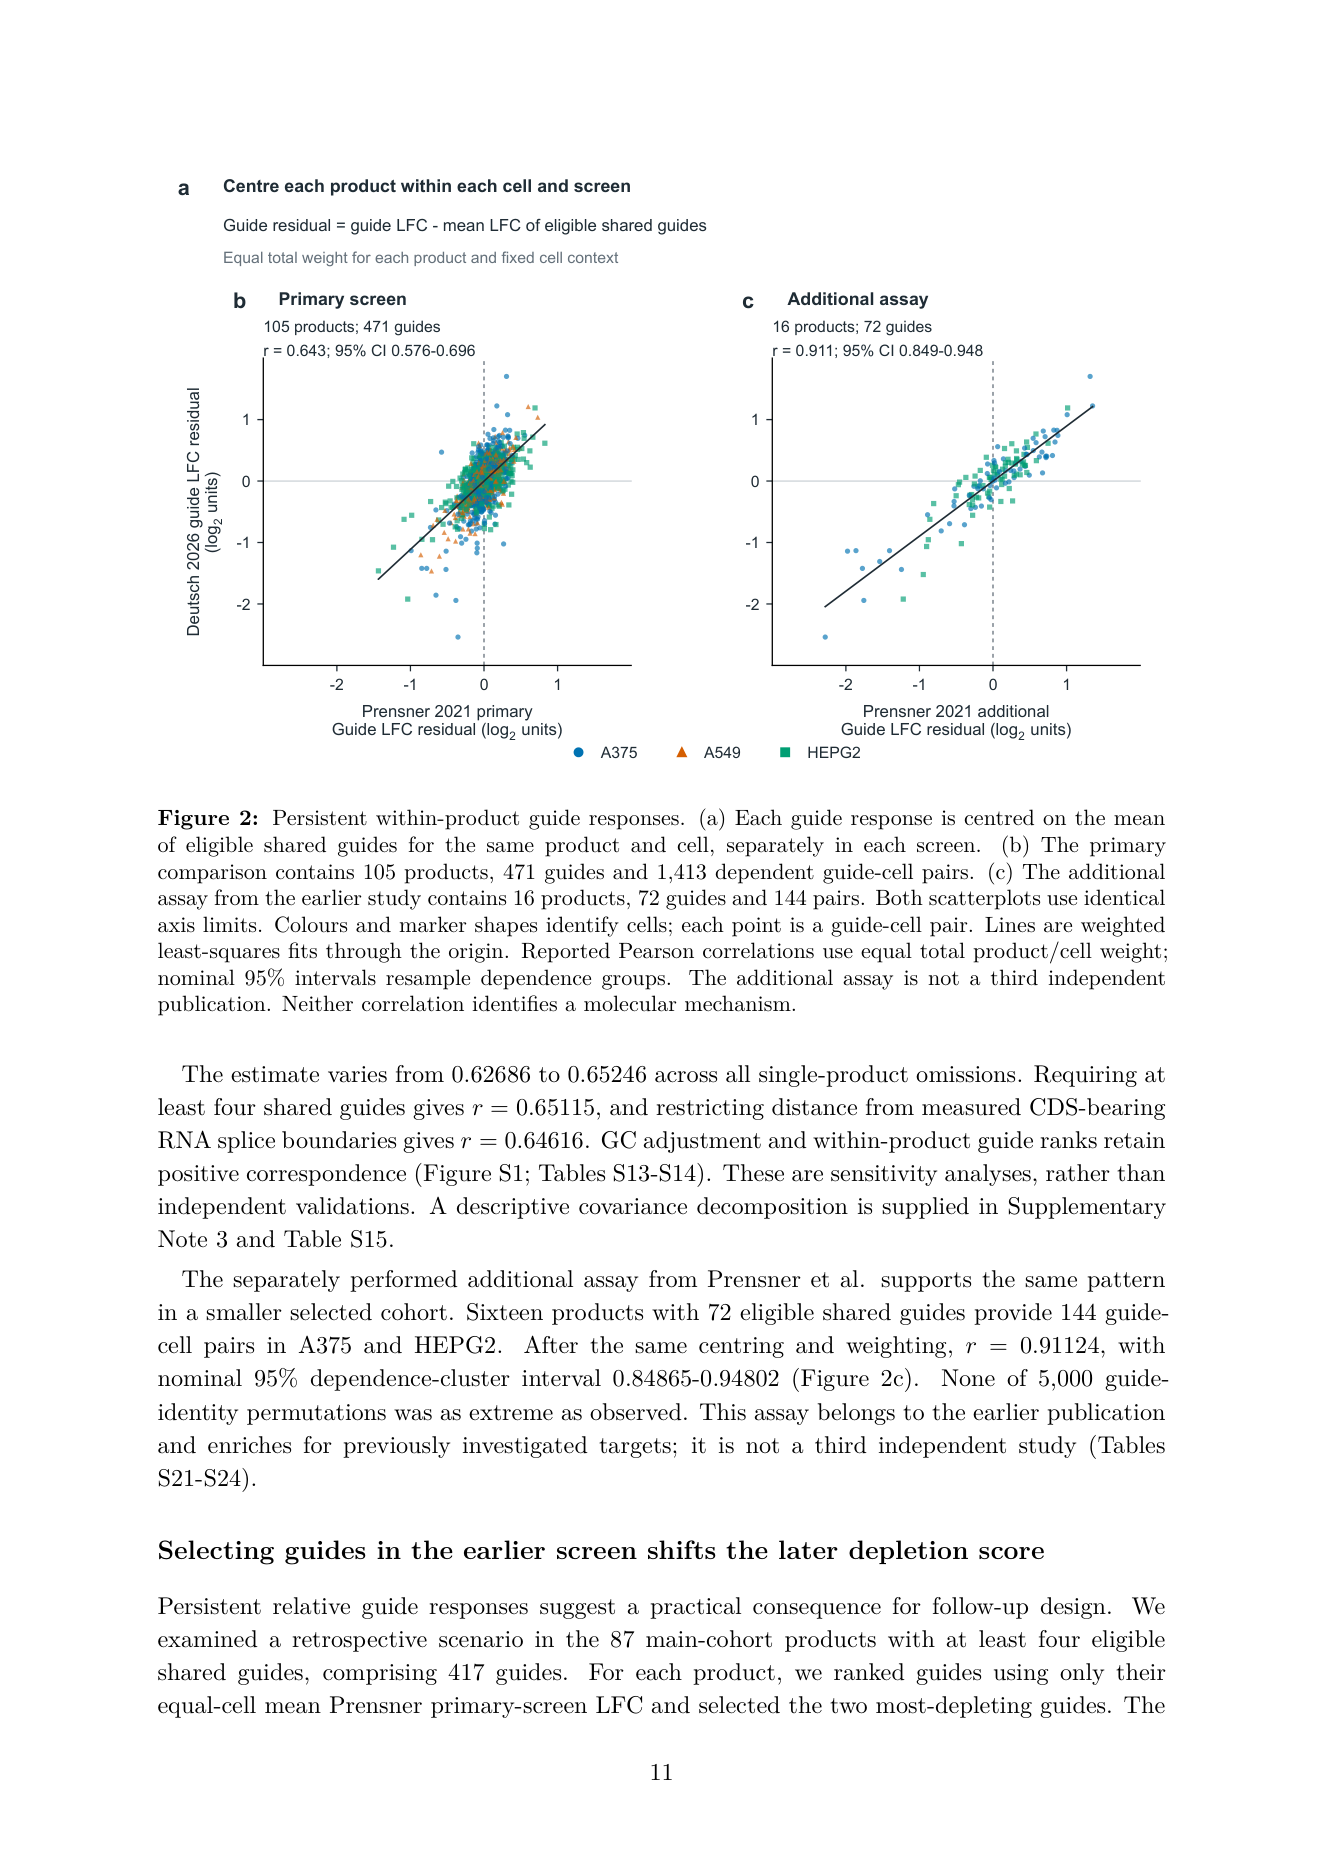 a Centre each product within each cell and screen
Guide residual = guide LFC - mean LFC of eligible shared guides
Equal total weight for each product and fixed cell context
b Primary screen
105 products; 471 guides
r = 0.643; 95% CI 0.576-0.696
Deutsch 2026 guide LFC residual
(log2 units)
1
0
-1
-2
-2 -1 0 1
Prensner 2021 primary
Guide LFC residual (log2 units)
c Additional assay
16 products; 72 guides
r = 0.911; 95% CI 0.849-0.948
1
0
-1
-2
-2 -1 0 1
Prensner 2021 additional
Guide LFC residual (log2 units)
A375 A549 HEPG2
Figure 2: Persistent within-product guide responses. (a) Each guide response is centred on the mean
of eligible shared guides for the same product and cell, separately in each screen. (b) The primary
comparison contains 105 products, 471 guides and 1,413 dependent guide-cell pairs. (c) The additional
assay from the earlier study contains 16 products, 72 guides and 144 pairs. Both scatterplots use identical
axis limits. Colours and marker shapes identify cells; each point is a guide-cell pair. Lines are weighted
least-squares fits through the origin. Reported Pearson correlations use equal total product/cell weight;
nominal 95% intervals resample dependence groups. The additional assay is not a third independent
publication. Neither correlation identifies a molecular mechanism.
The estimate varies from 0.62686 to 0.65246 across all single-product omissions. Requiring at
least four shared guides gives r = 0.65115, and restricting distance from measured CDS-bearing
RNA splice boundaries gives r = 0.64616. GC adjustment and within-product guide ranks retain
positive correspondence (Figure S1; Tables S13-S14). These are sensitivity analyses, rather than
independent validations. A descriptive covariance decomposition is supplied in Supplementary
Note 3 and Table S15.
The separately performed additional assay from Prensner et al. supports the same pattern
in a smaller selected cohort. Sixteen products with 72 eligible shared guides provide 144 guide-
cell pairs in A375 and HEPG2. After the same centring and weighting, r = 0.91124, with
nominal 95% dependence-cluster interval 0.84865-0.94802 (Figure 2c). None of 5,000 guide-
identity permutations was as extreme as observed. This assay belongs to the earlier publication
and enriches for previously investigated targets; it is not a third independent study (Tables
S21-S24).
Selecting guides in the earlier screen shifts the later depletion score
Persistent relative guide responses suggest a practical consequence for follow-up design. We
examined a retrospective scenario in the 87 main-cohort products with at least four eligible
shared guides, comprising 417 guides. For each product, we ranked guides using only their
equal-cell mean Prensner primary-screen LFC and selected the two most-depleting guides. The
11